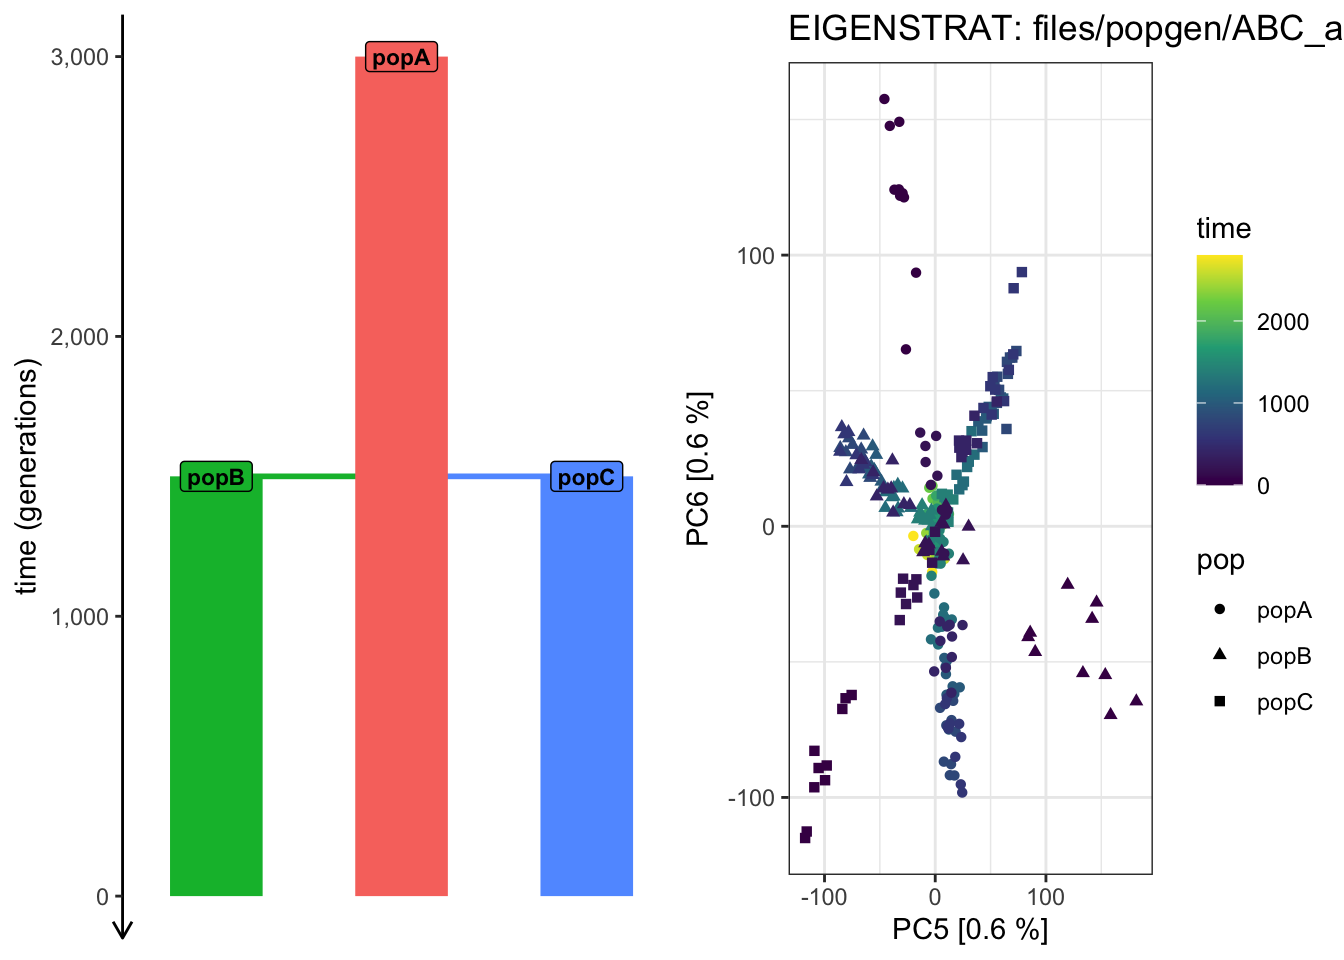 time (generations)
3,000
2,000
1,000
0
popA
popB
popC
EIGENSTRAT: files/popgen/ABC_a
PC6 [0.6 %]
100
0
-100
-100
0
100
PC5 [0.6 %]
time
2000
1000
0
pop
popA
popB
popC